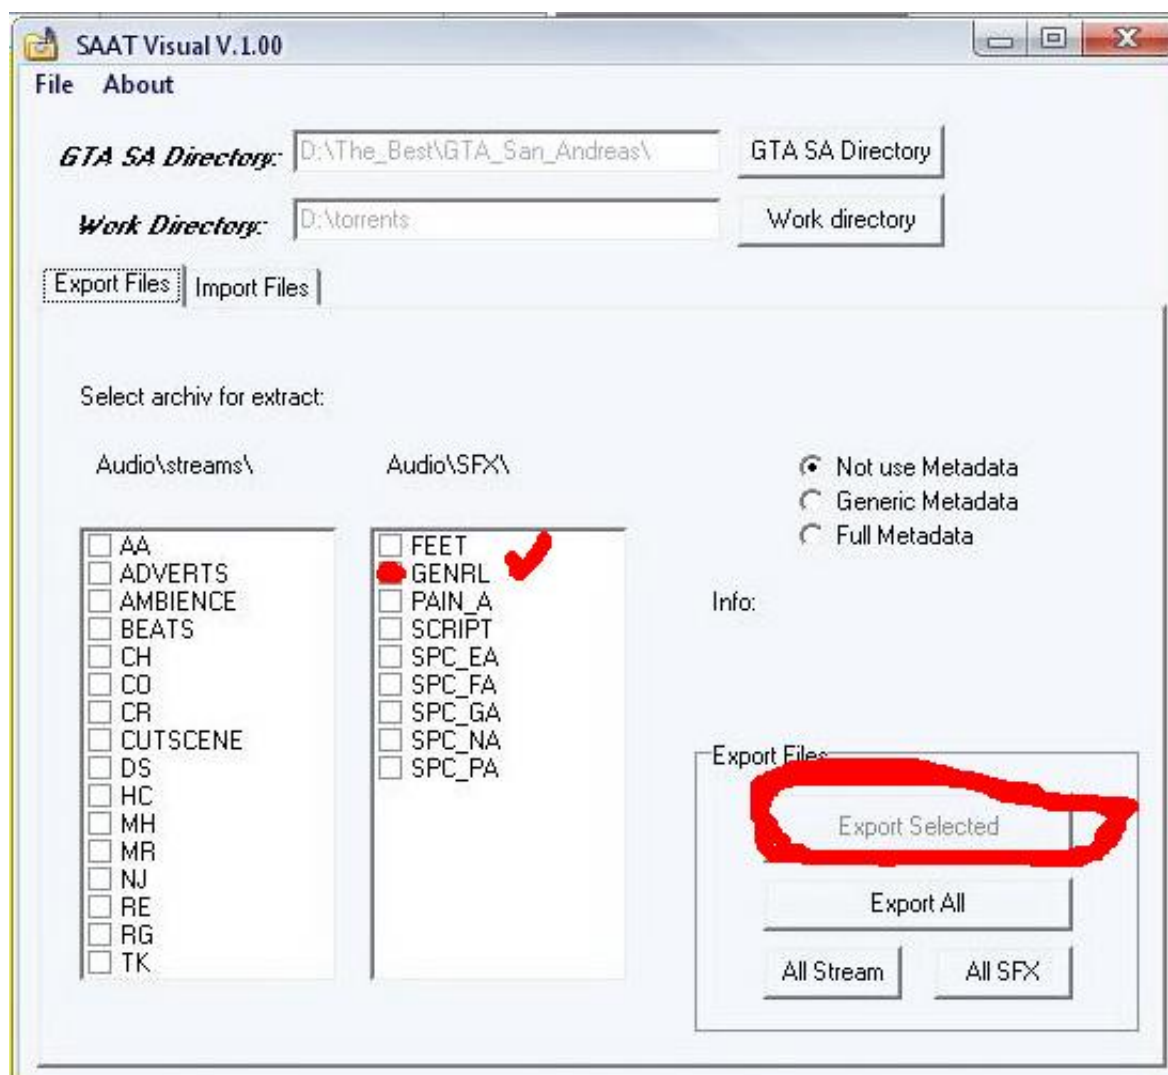 SAAT Visual V.1.00
File About
GTA SA Directory: D:\The_Best\GTA_San_Andreas\ GTA SA Directory
Work Directory: D:\torrents Work directory
Export Files Import Files
Select archiv for extract:
Audio\streams\ Audio\SFX\
Not use Metadata
Generic Metadata
Full Metadata
AA
ADVERTS
AMBIENCE
BEATS
CH
CO
CR
CUTSCENE
DS
HC
MH
MR
NJ
RE
RG
TK
FEET
GENRL
PAIN_A
SCRIPT
SPC_EA
SPC_FA
SPC_GA
SPC_NA
SPC_PA
Info:
Export Files
Export Selected
Export All
All Stream All SFX